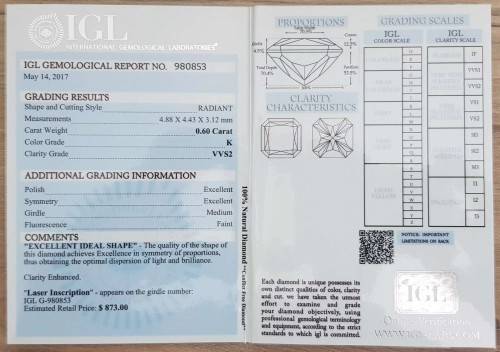 IGL
INTERNATIONAL GEMOLOGICAL LABORATORIES
IGL GEMOLOGICAL REPORT NO. 980853
May 14, 2017
GRADING RESULTS
Shape and Cutting Style RADIANT
Measurements 4.88 X 4.43 X 3.12 mm
Carat Weight 0.60 Carat
Color Grade K
Clarity Grade VVS2
ADDITIONAL GRADING INFORMATION
Polish Excellent
Symmetry Excellent
Girdle Medium
Fluorescence Faint
COMMENTS
"EXCELLENT IDEAL SHAPE" - The quality of the shape of
this diamond achieves Excellence in symmetry of proportions,
thus obtaining the optimal dispersion of light and brilliance.
Clarity Enhanced.
"Laser Inscription" - appears on the girdle number:
IGL G-980853
Estimated Retail Price : $ 873.00
100% Natural Diamond
PROPORTIONS
Table Width
Crown
Total Depth
70.4%
Pavilion
CLARITY
CHARACTERISTICS
Each diamond is unique possesses its
own distinct qualities of color, clarity
and cut, we have taken the utmost
effort to examine and grade
your diamond objectively, using
professional gemological terminology
and equipment, according to the strict
standards to which igl is committed.
GRADING SCALES
IGL
COLOR SCALE
IGL
CLARITY SCALE
IF
VVS1
VVS2
VS1
VS2
SI1
SI2
SI3
I1
I2
I3
NOTICE: IMPORTANT
LIMITATIONS ON BACK
IGL